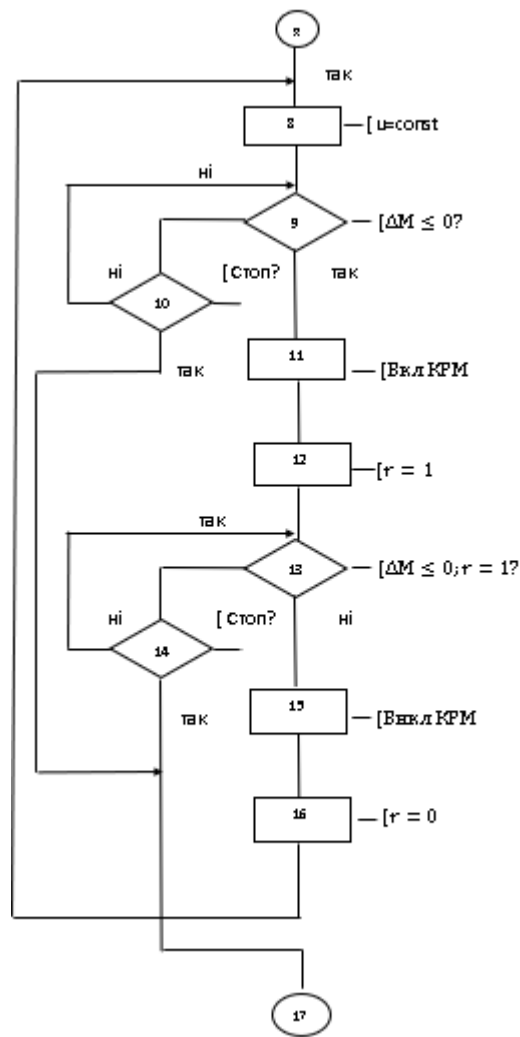 так
8
[ u=const
ні
9
[ΔM ≤ 0?
ні
[ Стоп?
так
10
11
так
[Вкл КРМ
12
[r = 1
так
13
[ΔM ≤ 0; r = 1?
ні
[ Стоп?
ні
14
так
15
[Викл КРМ
16
[r = 0
17